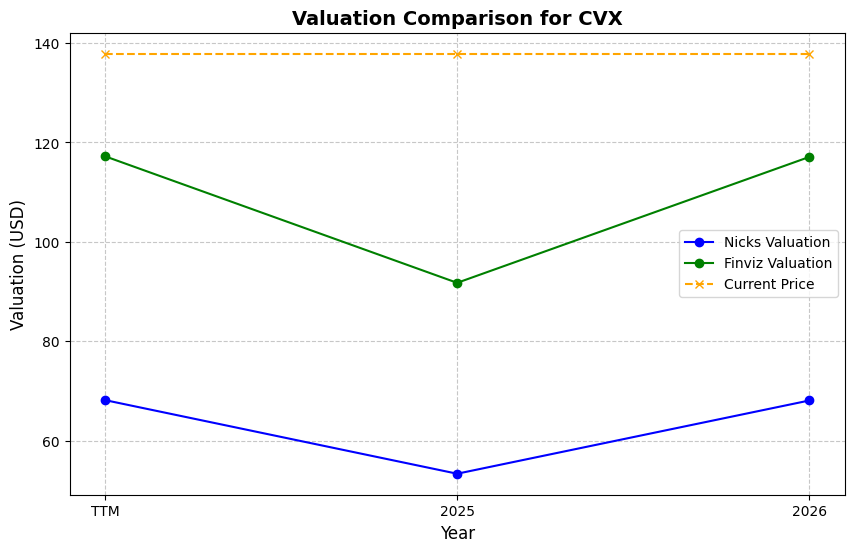 Valuation Comparison for CVX
140
120
100
80
60
Valuation (USD)
Nicks Valuation
Finviz Valuation
Current Price
TTM
2025
2026
Year